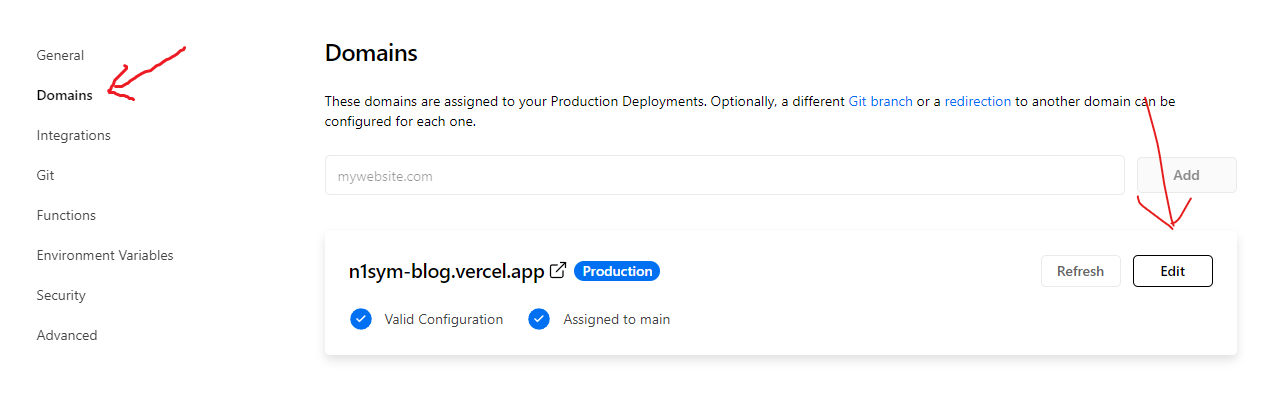 General
Domains
Integrations
Git
Functions
Environment Variables
Security
Advanced
Domains
These domains are assigned to your Production Deployments. Optionally, a different Git branch or a redirection to another domain can be
configured for each one.
mywebsite.com
Add
n1sym-blog.vercel.app Production
Refresh
Edit
Valid Configuration
Assigned to main